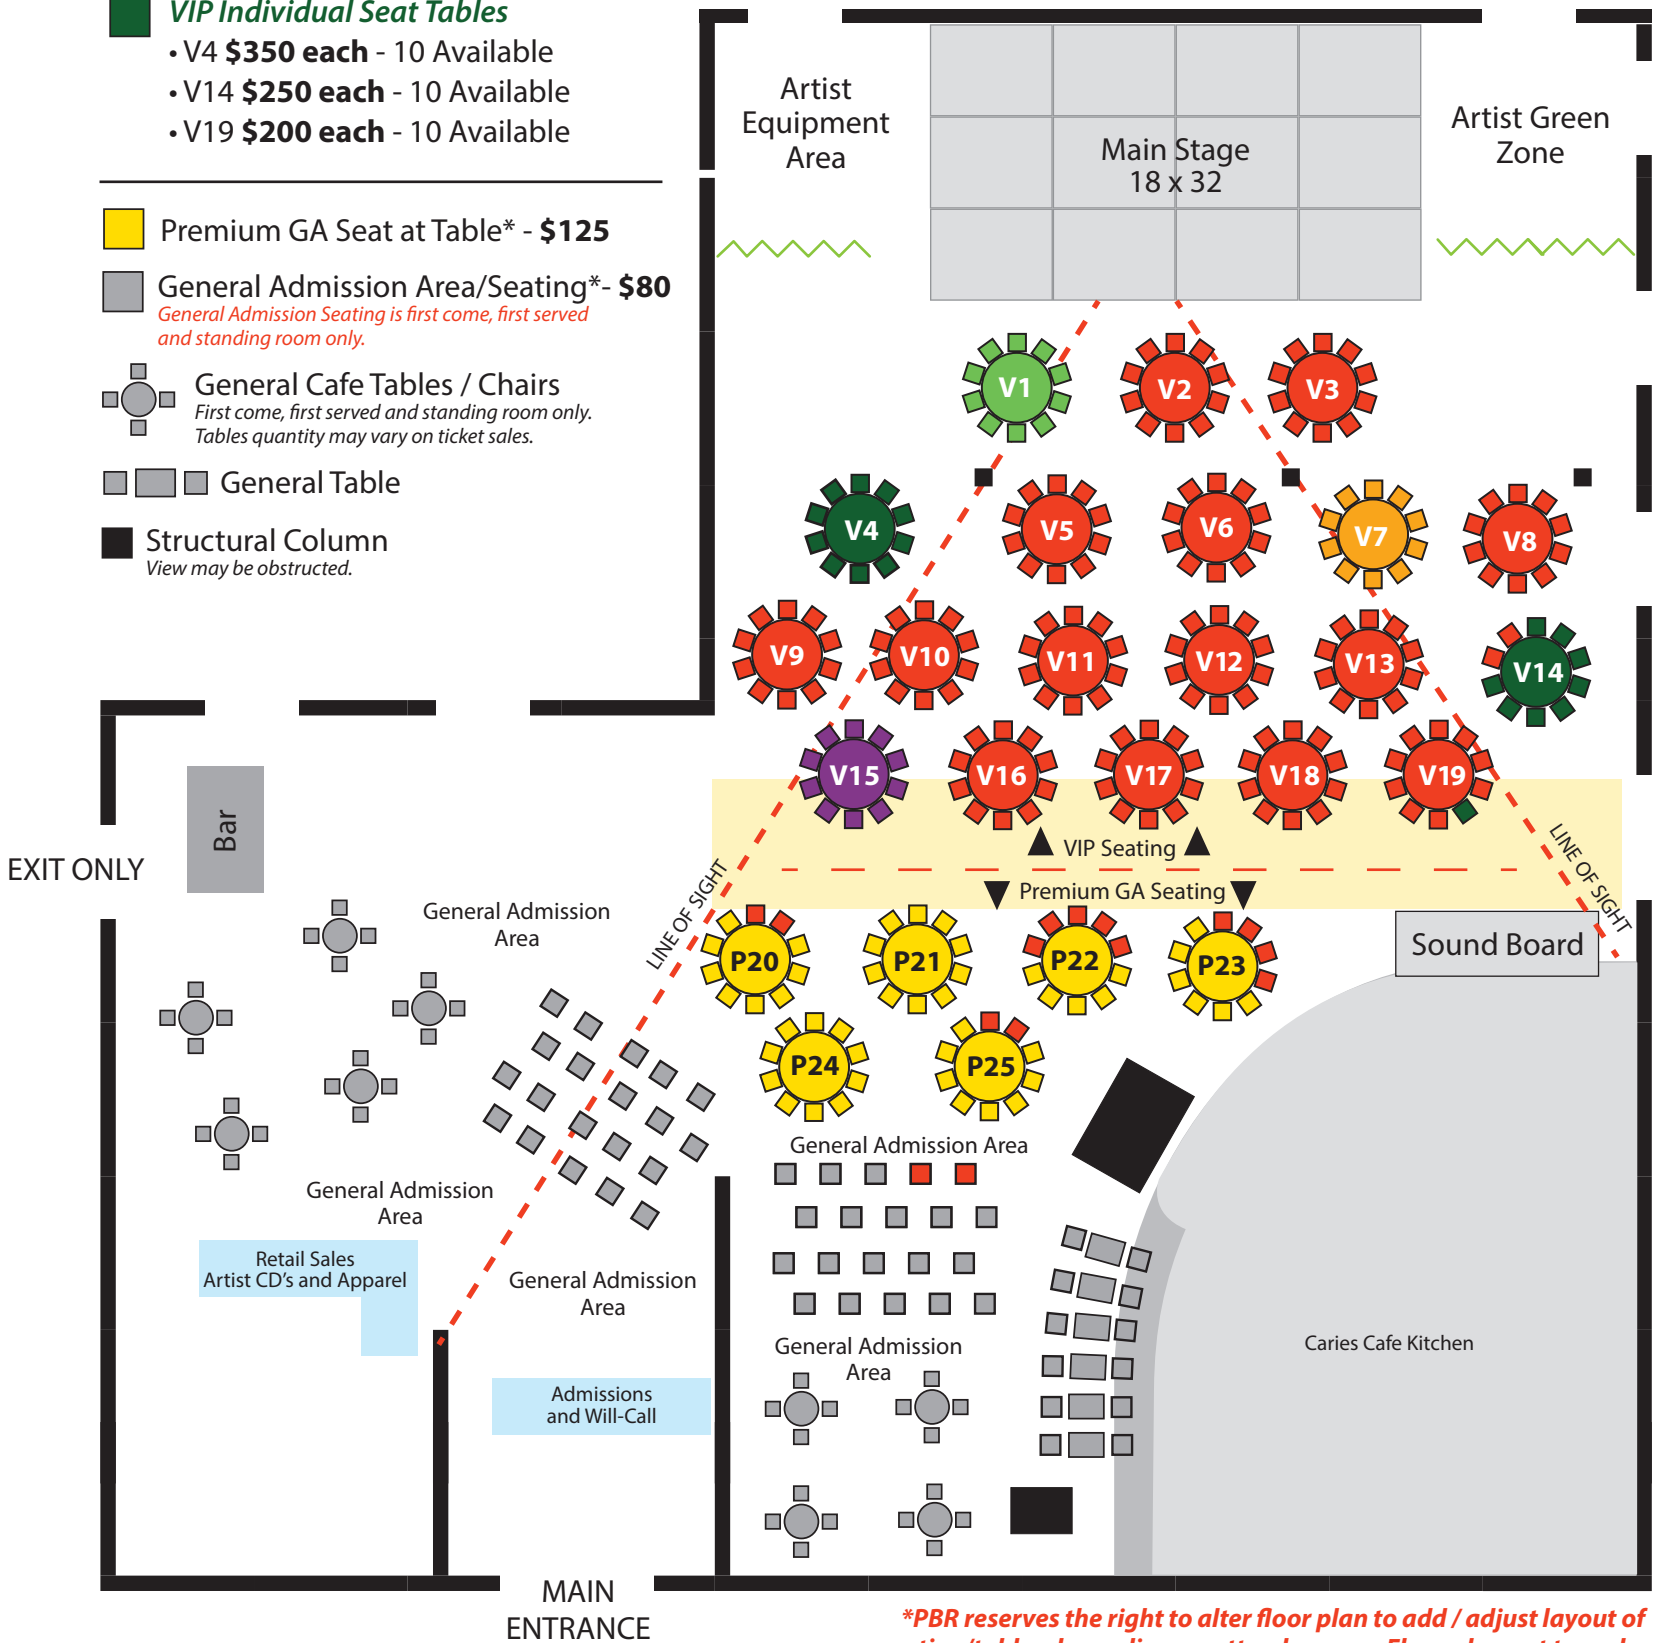 VIP Individual Seat Tables
• V4 $350 each - 10 Available
• V14 $250 each - 10 Available
• V19 $200 each - 10 Available
Premium GA Seat at Table* - $125
General Admission Area/Seating*- $80
General Admission Seating is first come, first served
and standing room only.
General Cafe Tables / Chairs
First come, first served and standing room only.
Tables quantity may vary on ticket sales.
General Table
Structural Column
View may be obstructed.
Artist
Equipment
Area
Main Stage
18 x 32
Artist Green
Zone
V1
V2
V3
V4
V5
V6
V7
V8
V9
V10
V11
V12
V13
V14
V15
V16
V17
V18
V19
VIP Seating
Premium GA Seating
LINE OF SIGHT
LINE OF SIGHT
Bar
EXIT ONLY
General Admission
Area
P20
P21
P22
P23
Sound Board
P24
P25
General Admission Area
General Admission
Area
Retail Sales
Artist CD's and Apparel
General Admission
Area
General Admission
Area
Caries Cafe Kitchen
Admissions
and Will-Call
MAIN
ENTRANCE
*PBR reserves the right to alter floor plan to add / adjust layout of